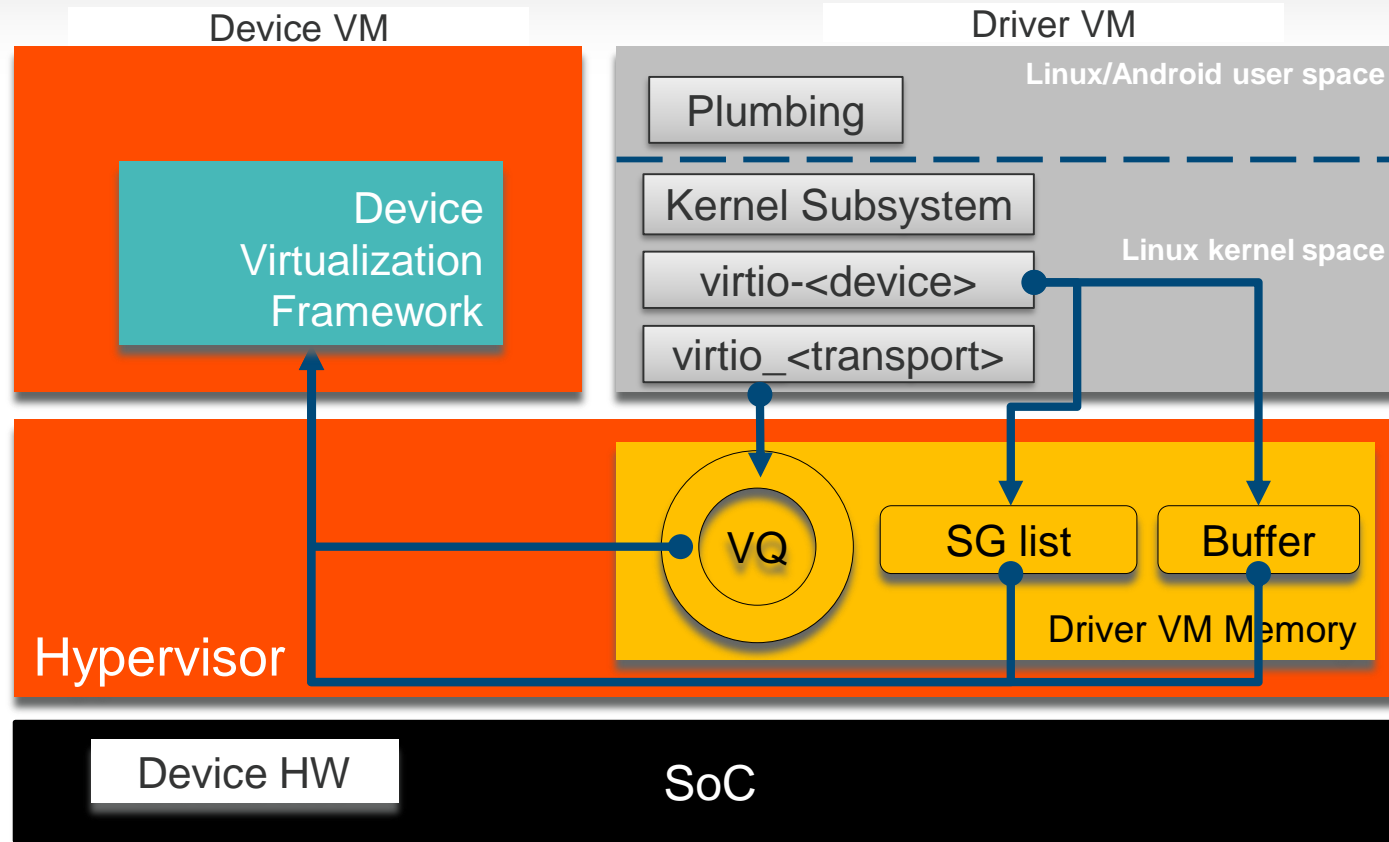 Device VM
Driver VM
Linux/Android user space
Plumbing
Device
Virtualization
Framework
Kernel Subsystem
Linux kernel space
virtio-<device>
virtio_<transport>
VQ
SG list
Buffer
Driver VM Memory
Hypervisor
Device HW
SoC